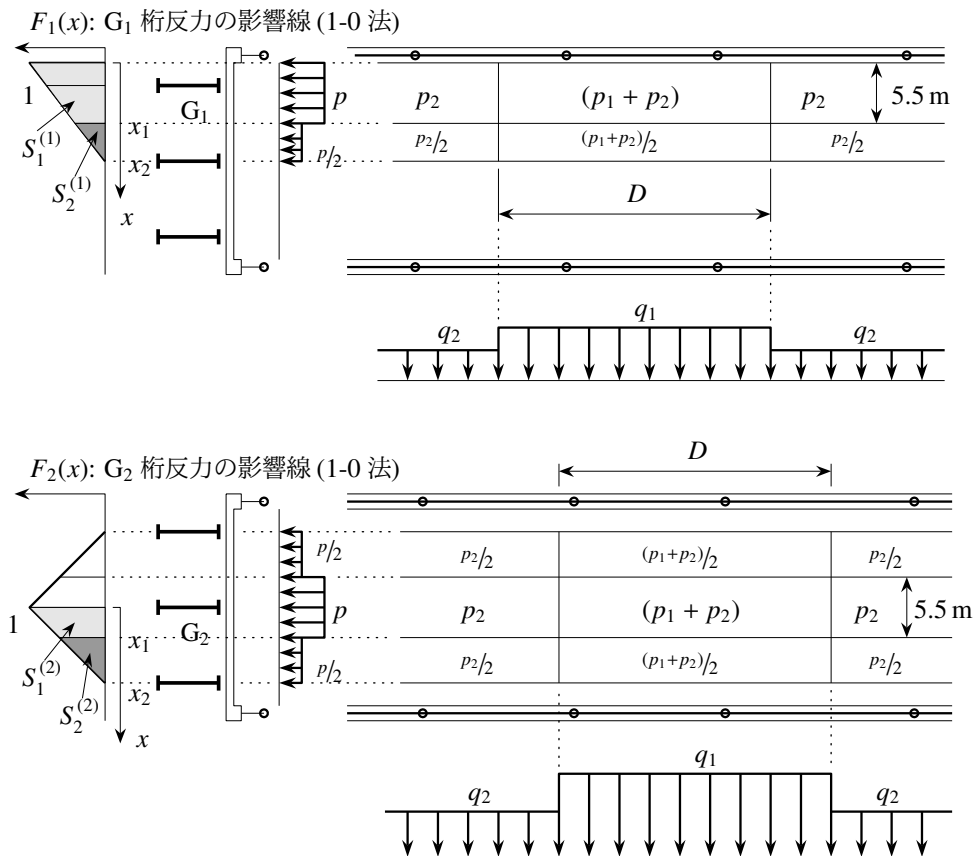 F₁(x): G₁ 桁反力の影響線 (1-0 法)
1
S₁⁽¹⁾
S₂⁽¹⁾
x₁
x₂
x
G₁
p
p/2
p₂
(p₁ + p₂)
p₂
5.5 m
p₂/2
(p₁+p₂)/2
p₂/2
D
q₂
q₁
q₂
F₂(x): G₂ 桁反力の影響線 (1-0 法)
D
1
S₁⁽²⁾
S₂⁽²⁾
x₁
x₂
x
G₂
p/2
p
p/2
p₂/2
(p₁+p₂)/2
p₂/2
p₂
(p₁ + p₂)
p₂
5.5 m
p₂/2
(p₁+p₂)/2
p₂/2
q₂
q₁
q₂